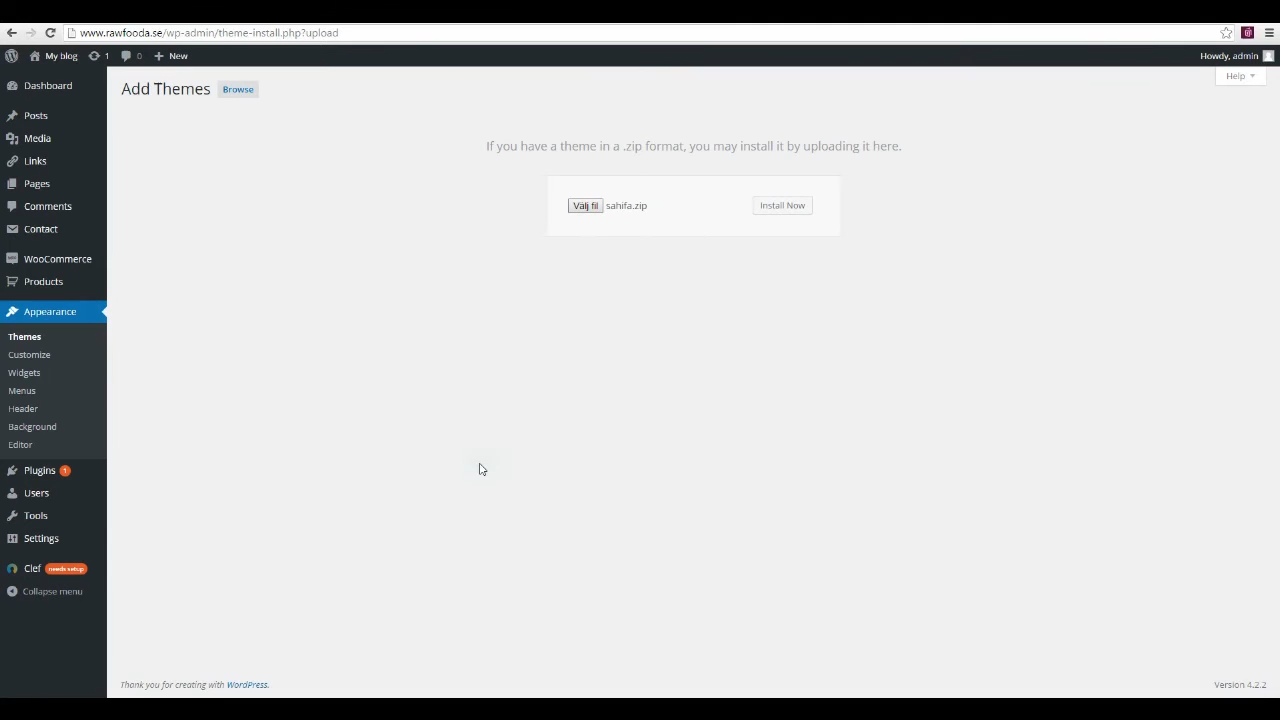 www.rawfooda.se/wp-admin/theme-install.php?upload
My blog 1 0 New Howdy, admin
Help
Dashboard
Posts
Media
Links
Pages
Comments
Contact
WooCommerce
Products
Appearance
Themes
Customize
Widgets
Menus
Header
Background
Editor
Plugins 1
Users
Tools
Settings
Clef needs setup
Collapse menu
Add Themes Browse
If you have a theme in a .zip format, you may install it by uploading it here.
Välj fil sahifa.zip Install Now
Thank you for creating with WordPress. Version 4.2.2